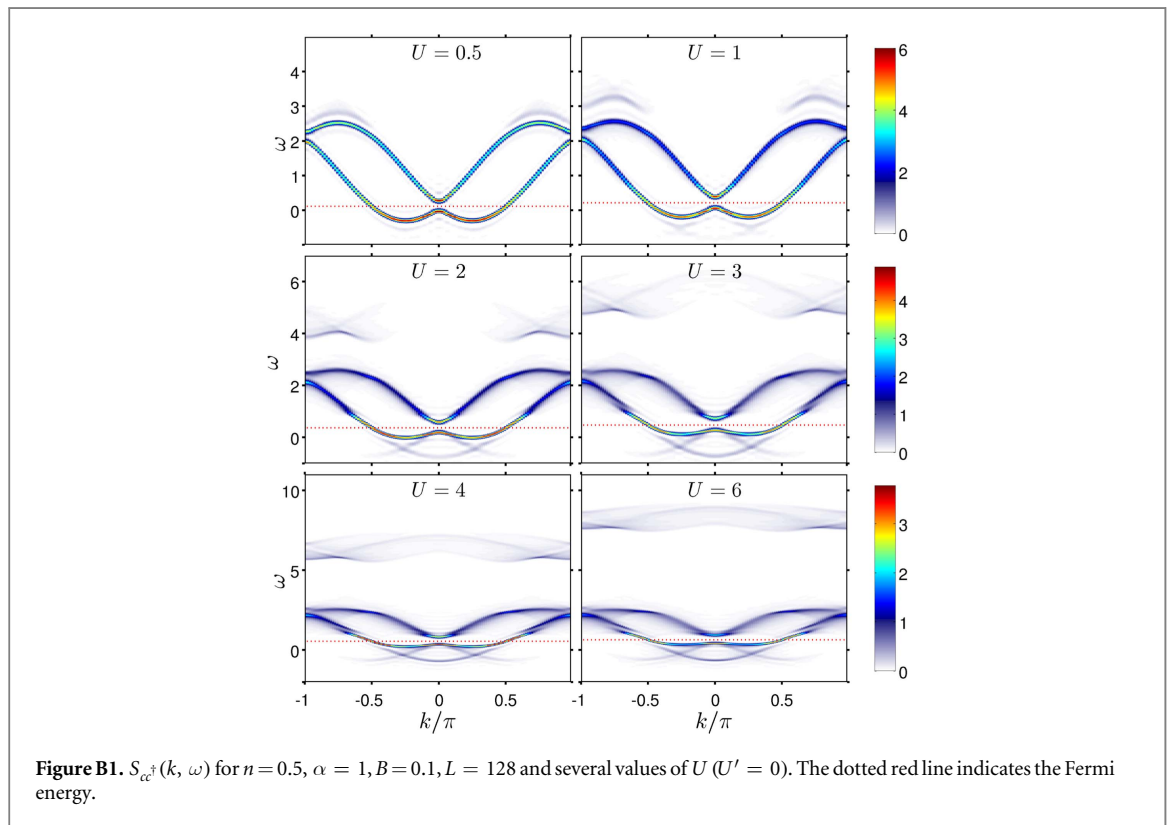 U = 0.5 U = 1
4
3
ω 2
1
0
6
4
2
0
U = 2 U = 3
6
4
ω
2
0
4
3
2
1
0
U = 4 U = 6
10
5
ω
0
3
2
1
0
-1 -0.5 0 0.5 -1 -0.5 0 0.5
k/π k/π
Figure B1. S_{cc†}(k, ω) for n = 0.5, α = 1, B = 0.1, L = 128 and several values of U (U′ = 0). The dotted red line indicates the Fermi
energy.